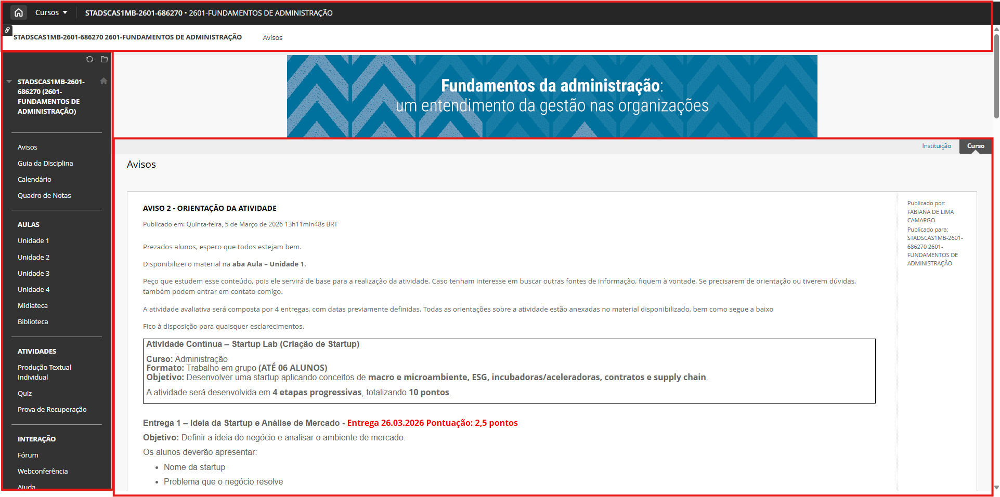 Cursos
STADSCAS1MB-2601-686270 • 2601-FUNDAMENTOS DE ADMINISTRAÇÃO
STADSCAS1MB-2601-686270 2601-FUNDAMENTOS DE ADMINISTRAÇÃO
Avisos
STADSCAS1MB-2601-
686270 (2601-
FUNDAMENTOS DE
ADMINISTRAÇÃO)
Avisos
Guia da Disciplina
Calendário
Quadro de Notas
AULAS
Unidade 1
Unidade 2
Unidade 3
Unidade 4
Midiateca
Biblioteca
ATIVIDADES
Produção Textual
Individual
Quiz
Prova de Recuperação
INTERAÇÃO
Fórum
Webconferência
Ajuda
Fundamentos da administração:
um entendimento da gestão nas organizações
Instituição
Curso
Avisos
AVISO 2 - ORIENTAÇÃO DA ATIVIDADE
Publicado em: Quinta-feira, 5 de Março de 2026 13h11min48s BRT
Prezados alunos, espero que todos estejam bem.
Disponibilizei o material na aba Aula – Unidade 1.
Peço que estudem esse conteúdo, pois ele servirá de base para a realização da atividade. Caso tenham interesse em buscar outras fontes de informação, fiquem à vontade. Se precisarem de orientação ou tiverem dúvidas,
também podem entrar em contato comigo.
A atividade avaliativa será composta por 4 entregas, com datas previamente definidas. Todas as orientações sobre a atividade estão anexadas no material disponibilizado, bem como segue a baixo
Fico à disposição para quaisquer esclarecimentos.
Atividade Contínua – Startup Lab (Criação de Startup)
Curso: Administração
Formato: Trabalho em grupo (ATÉ 06 ALUNOS)
Objetivo: Desenvolver uma startup aplicando conceitos de macro e microambiente, ESG, incubadoras/aceleradoras, contratos e supply chain.
A atividade será desenvolvida em 4 etapas progressivas, totalizando 10 pontos.
Entrega 1 – Ideia da Startup e Análise de Mercado - Entrega 26.03.2026 Pontuação: 2,5 pontos
Objetivo: Definir a ideia do negócio e analisar o ambiente de mercado.
Os alunos deverão apresentar:
• Nome da startup
• Problema que o negócio resolve
Publicado por:
FABIANA DE LIMA
CAMARGO
Publicado para:
STADSCAS1MB-2601-
686270 2601-
FUNDAMENTOS DE
ADMINISTRAÇÃO